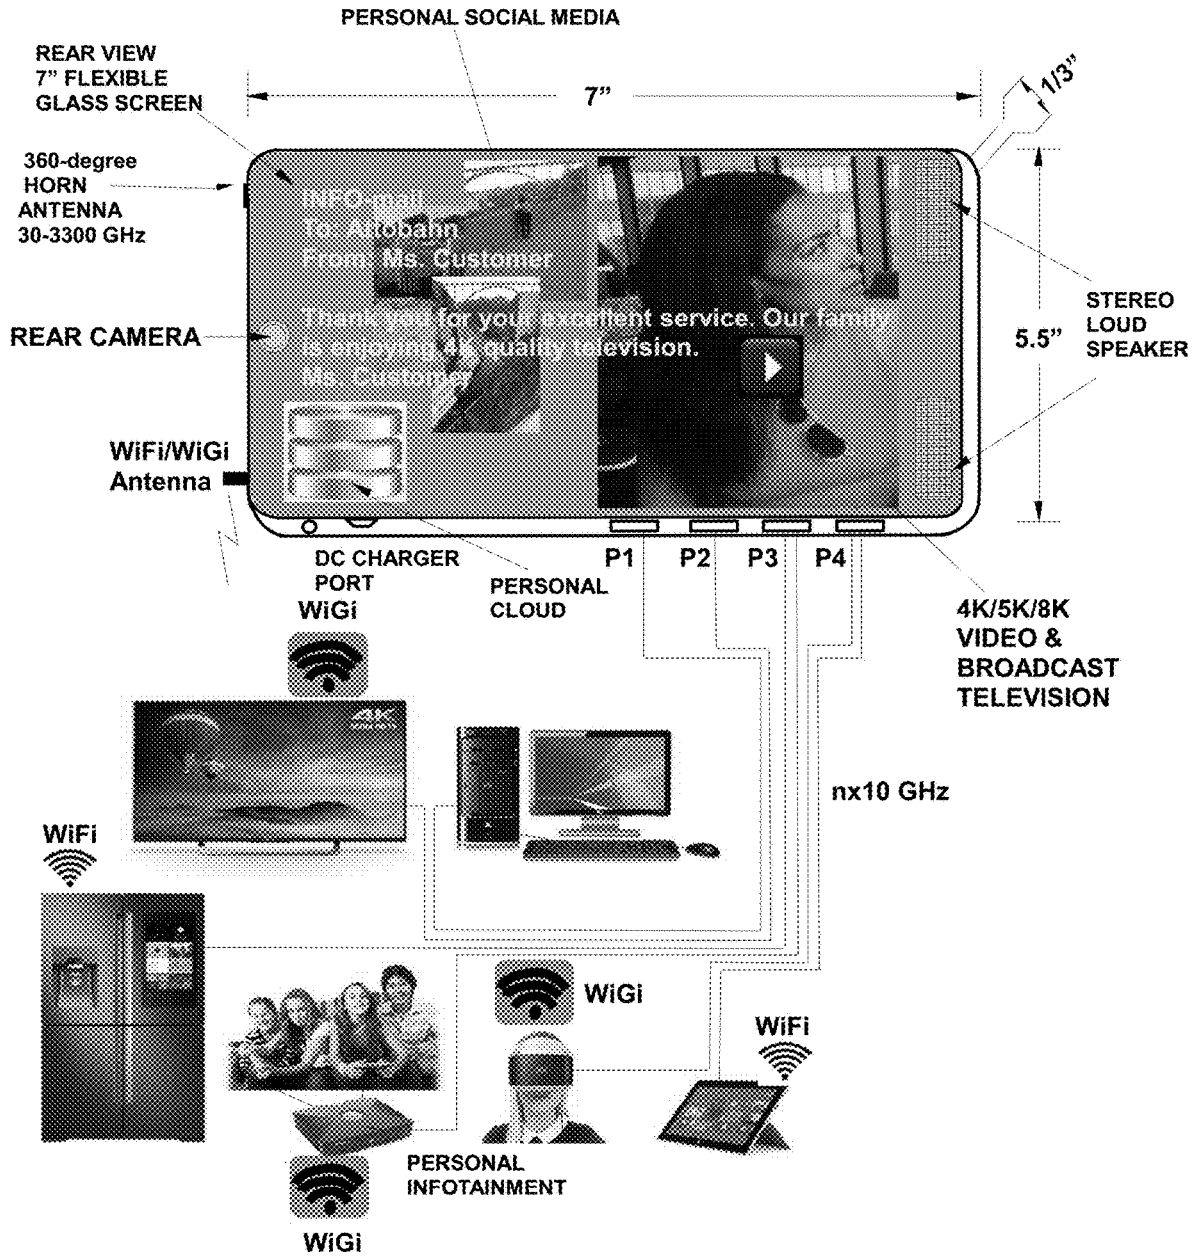 PERSONAL SOCIAL MEDIA
REAR VIEW
7” FLEXIBLE
GLASS SCREEN
7”
1/3”
360-degree
HORN
ANTENNA
30-3300 GHz
INFO-mail
To: Attobahn
From: Ms. Customer
Thank you for your excellent service. Our family
is enjoying 4K quality television.
Ms. Customer
REAR CAMERA
STEREO
LOUD
SPEAKER
5.5”
WiFi/WiGi
Antenna
DC CHARGER
PORT
PERSONAL
CLOUD
P1
P2
P3
P4
4K/5K/8K
VIDEO &
BROADCAST
TELEVISION
WiGi
4K
nx10 GHz
WiFi
WiGi
WiFi
PERSONAL
INFOTAINMENT
WiGi